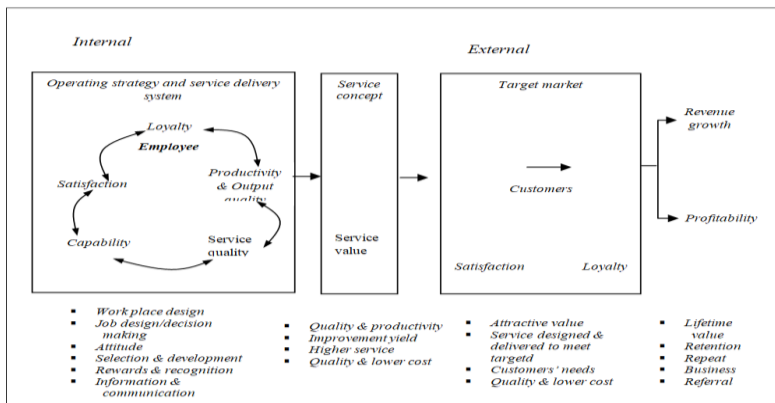 Internal
External
Operating strategy and service delivery
system
Loyalty
Employee
Satisfaction
Productivity
& Output
quality
Capability
Service
quality
Service
concept
Service
value
Target market
Customers
Satisfaction
Loyalty
Revenue
growth
Profitability
▪ Work place design
▪ Job design/decision
making
▪ Attitude
▪ Selection & development
▪ Rewards & recognition
▪ Information &
communication
▪ Quality & productivity
▪ Improvement yield
▪ Higher service
▪ Quality & lower cost
▪ Attractive value
▪ Service designed &
delivered to meet
targetd
▪ Customers' needs
▪ Quality & lower cost
▪ Lifetime
value
▪ Retention
▪ Repeat
▪ Business
▪ Referral